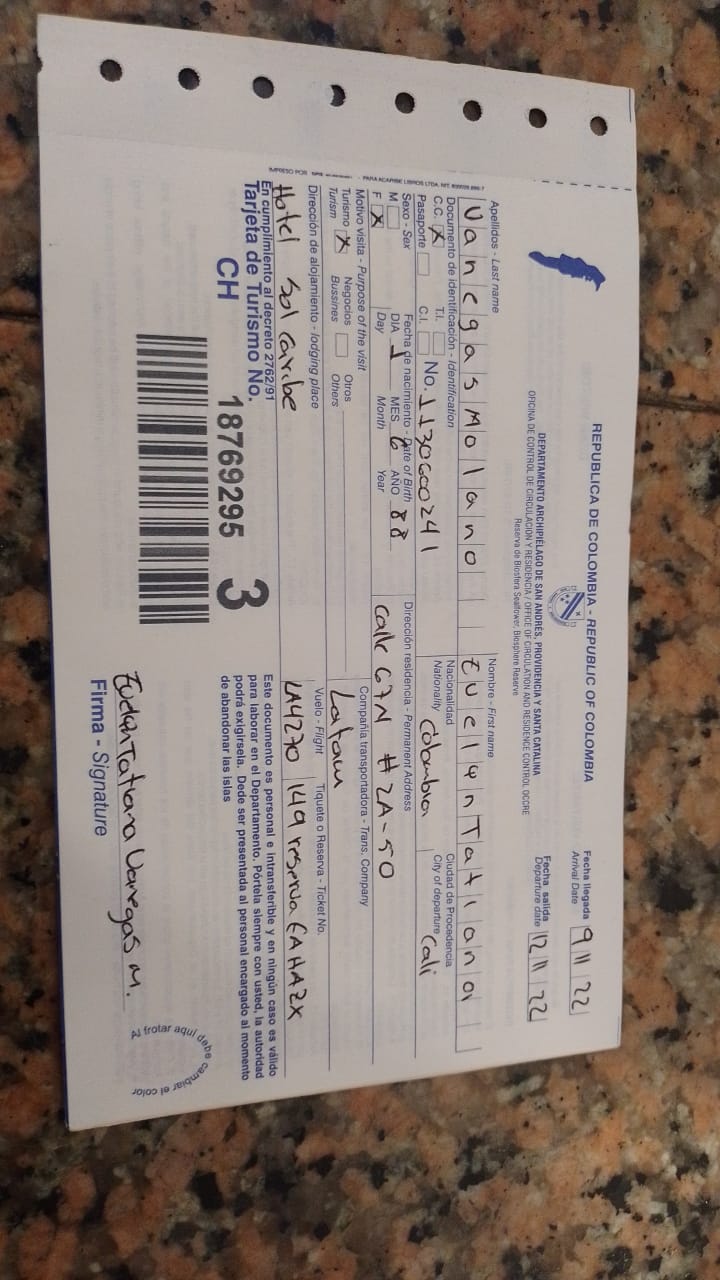 REPUBLICA DE COLOMBIA - REPUBLIC OF COLOMBIA
DEPARTAMENTO ARCHIPIÉLAGO DE SAN ANDRÉS, PROVIDENCIA Y SANTA CATALINA
OFICINA DE CONTROL DE CIRCULACION Y RESIDENCIA / OFFICE OF CIRCULATION AND RESIDENCE CONTROL OCCRE
Reserva de Biosfera Seaflower, Biosphere Reserve
Fecha llegada
Arrival Date
9 11 22
Fecha salida
Departure date
12 11 22
Apellidos - Last name
Nombre - First name
Vanegas Molano
Evelyn Tatiana
Documento de identificación - Identification
C.C. X T.I.
Pasaporte C.I.
No. 1130600241
Nacionalidad
Nationality
Colombia
Ciudad de Procedencia
City of departure
Cali
Sexo - Sex
M
F X
Fecha de nacimiento - Date of Birth
DIA 1 MES 6 AÑO 88
Day Month Year
Dirección residencia - Permanent Address
Calle 67N # 2A-50
Motivo visita - Purpose of the visit
Turismo X Negocios Otros
Turism Bussines Others
Compañía transportadora - Trans. Company
Latam
Dirección de alojamiento - lodging place
Hotel Sol Caribe
Vuelo - Flight
LA4270
Tiquete o Reserva - Ticket No.
149 reserva EAHAZX
En cumplimiento al decreto 2762/91
Tarjeta de Turismo No.
CH
18769295 3
Este documento es personal e intransferible y en ningún caso es válido
para laborar en el Departamento. Pórtela siempre con usted, la autoridad
podrá exigírsela. Dede ser presentada al personal encargado al momento
de abandonar las islas
Tatiana Vanegas M.
Firma - Signature
Al frotar aquí debe cambiar el color